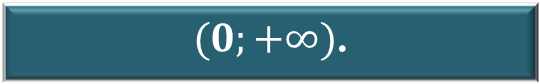 (0; +∞).